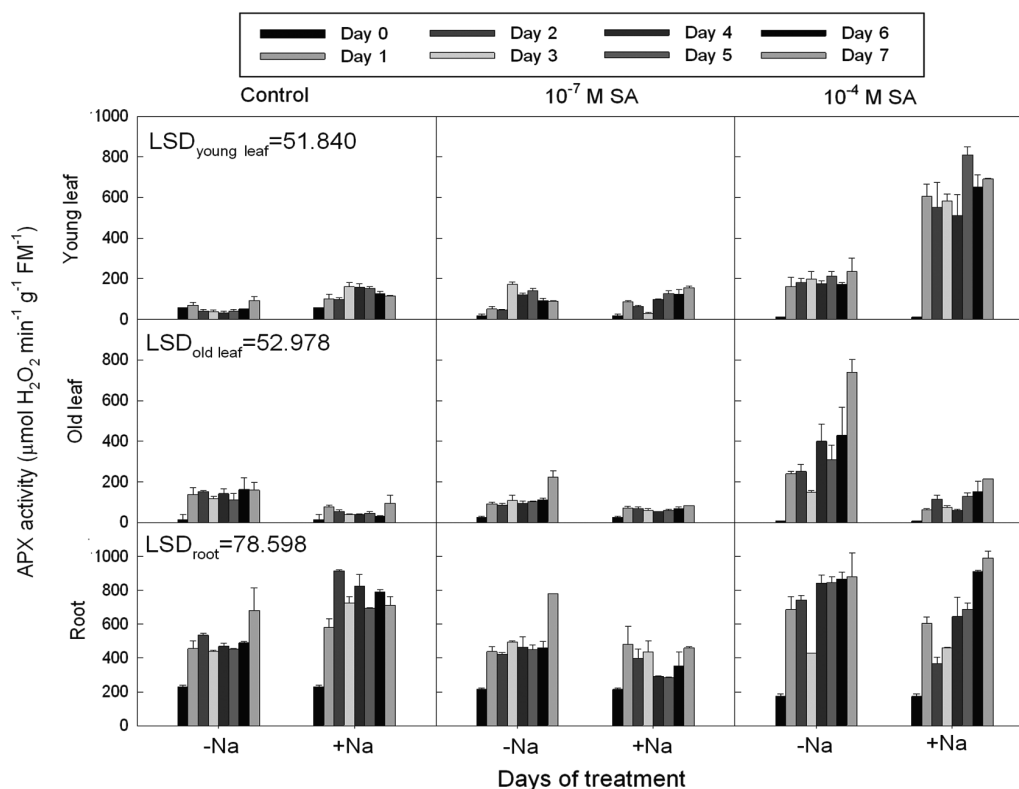 Day 0 Day 2 Day 4 Day 6
Day 1 Day 3 Day 5 Day 7
Control 10⁻⁷ M SA 10⁻⁴ M SA
APX activity (μmol H₂O₂ min⁻¹ g⁻¹ FM⁻¹)
Young leaf
1000
800
600
400
200
0
LSDyoung leaf=51.840
Old leaf
800
600
400
200
0
LSDold leaf=52.978
Root
1000
800
600
400
200
0
LSDroot=78.598
-Na +Na -Na +Na -Na +Na
Days of treatment